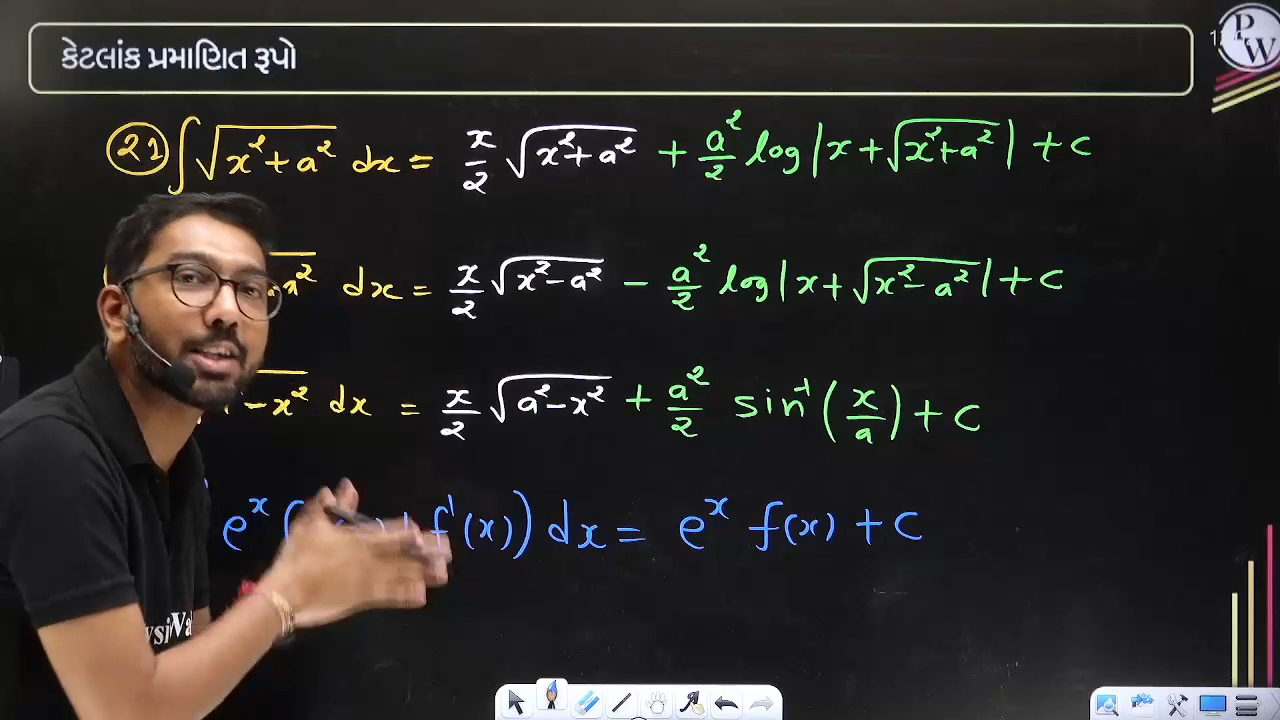 કેટલાંક પ્રમાણિત રૂપો
PW
21 ∫ √(x²+a²) dx = x/2 √(x²+a²) + a²/2 log|x+√(x²+a²)| + c
dx = x/2 √(x²-a²) - a²/2 log|x+√(x²-a²)| + c
-x² dx = x/2 √(a²-x²) + a²/2 sin⁻¹(x/a) + c
eˣ ( f'(x)) dx = eˣ f(x) + c